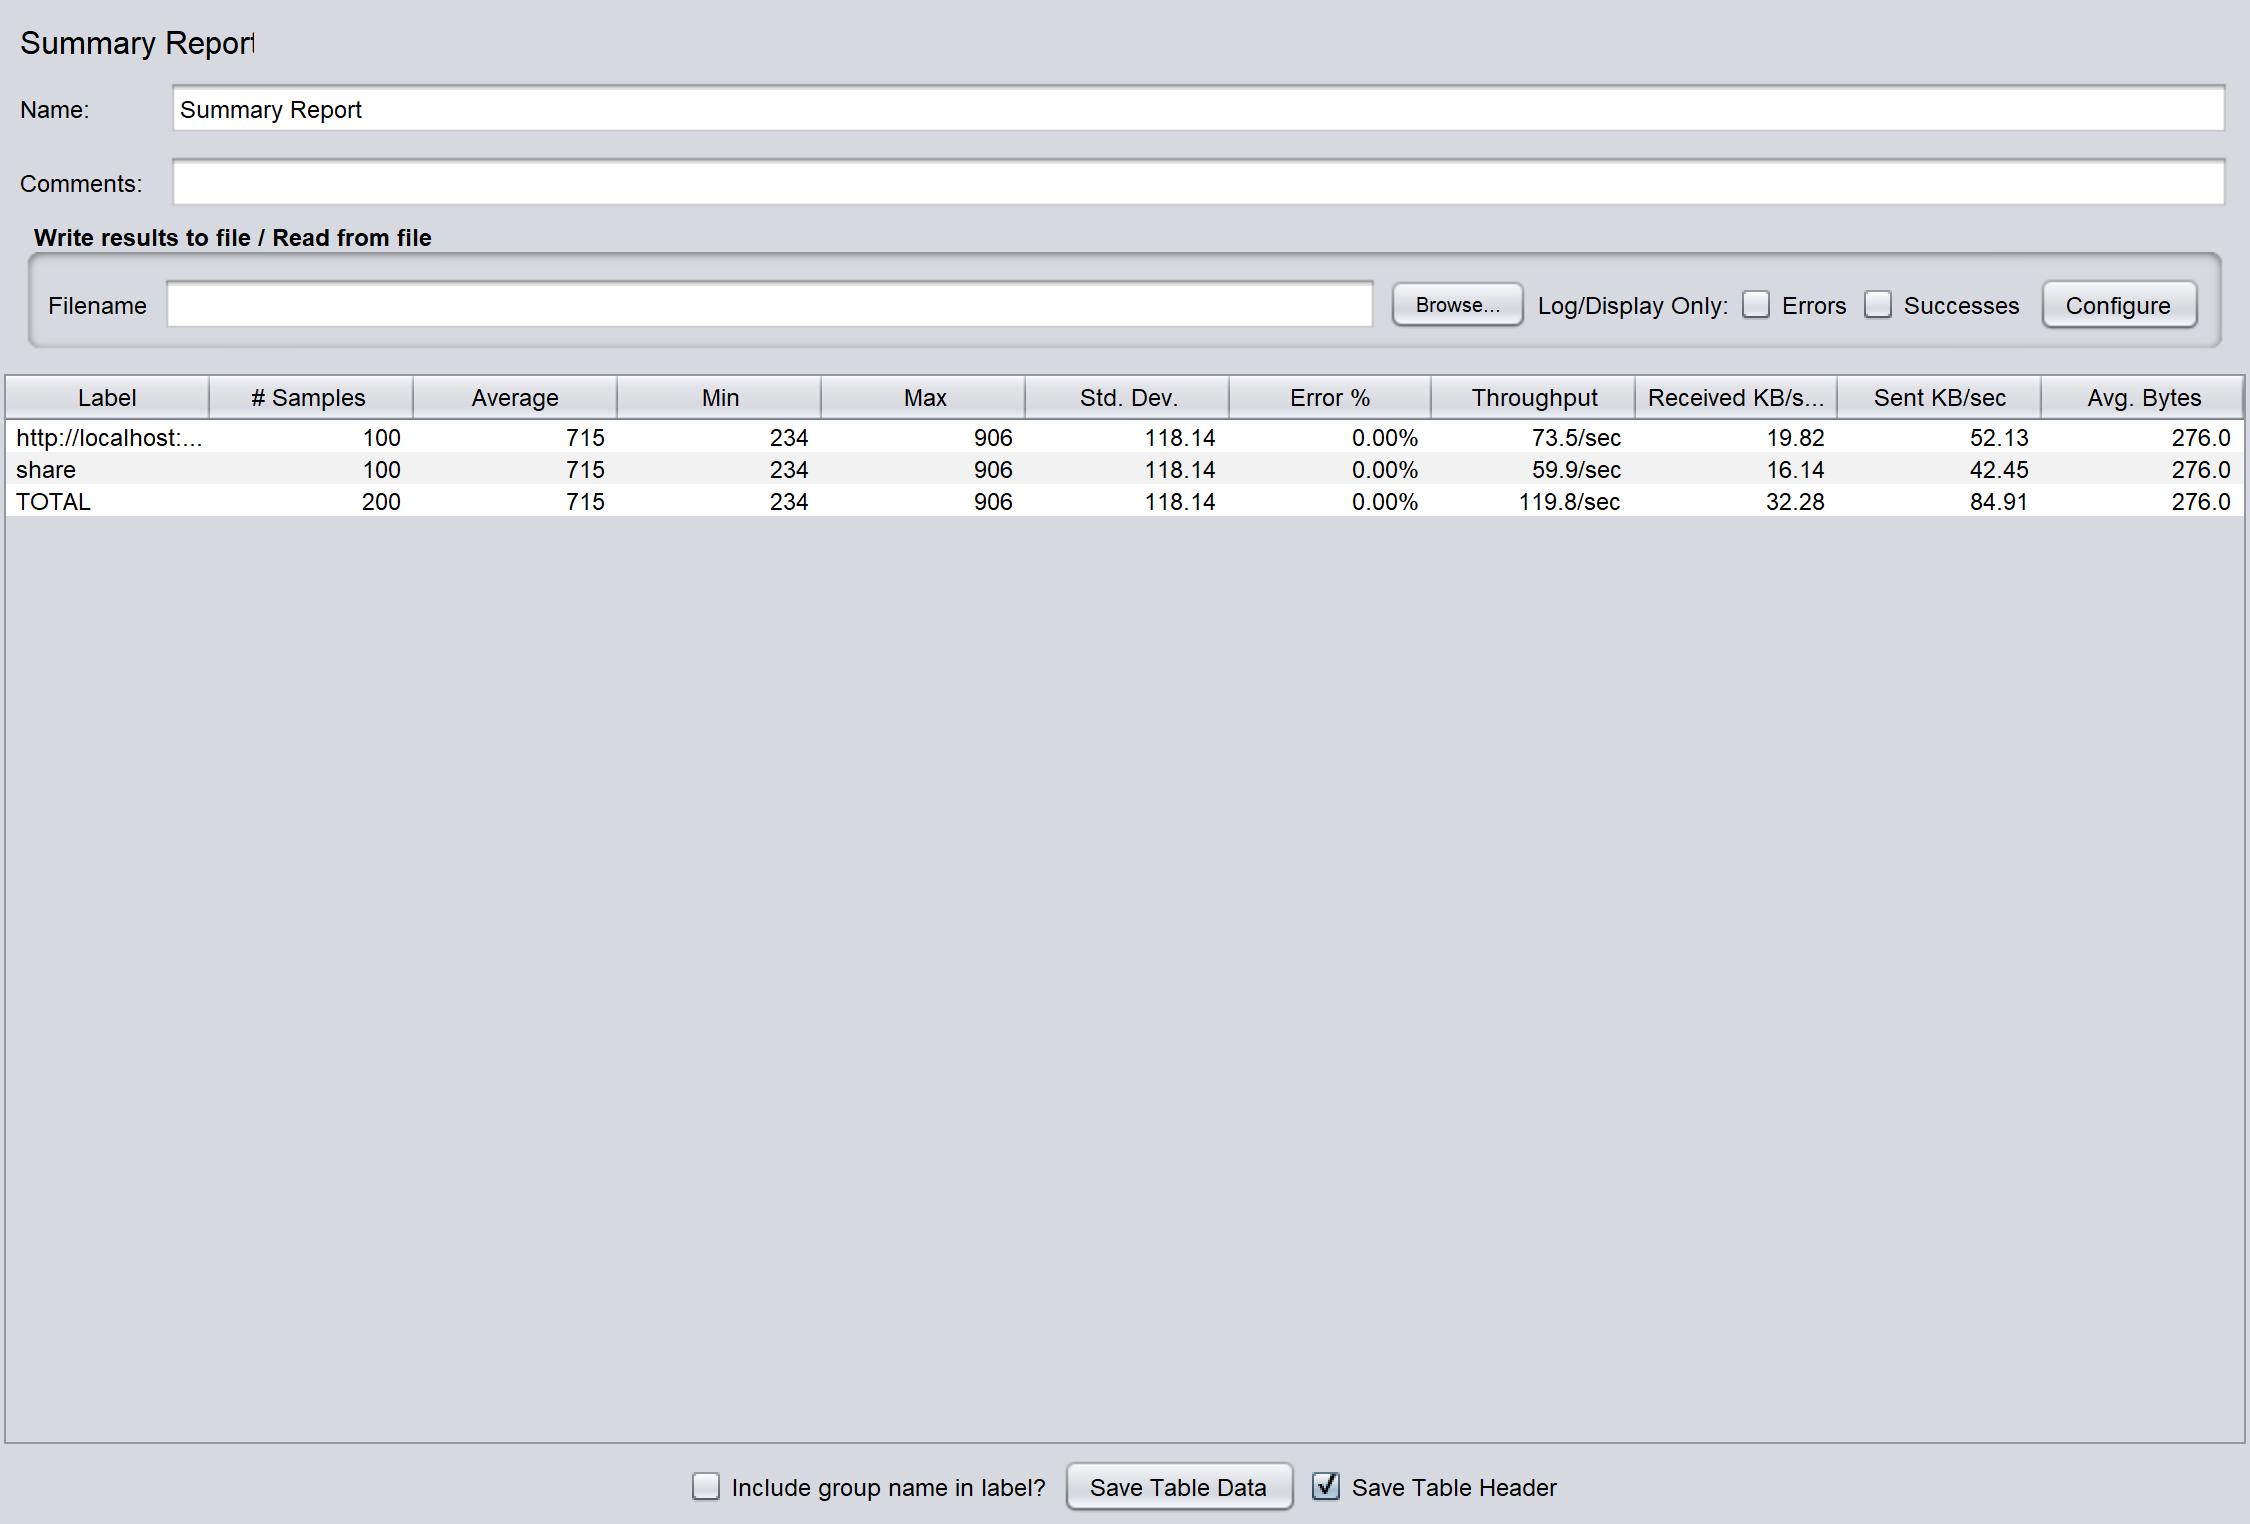 Summary Report
Name: Summary Report
Comments:
Write results to file / Read from file
Filename Browse... Log/Display Only: Errors Successes Configure
Label # Samples Average Min Max Std. Dev. Error % Throughput Received KB/s... Sent KB/sec Avg. Bytes
http://localhost:... 100 715 234 906 118.14 0.00% 73.5/sec 19.82 52.13 276.0
share 100 715 234 906 118.14 0.00% 59.9/sec 16.14 42.45 276.0
TOTAL 200 715 234 906 118.14 0.00% 119.8/sec 32.28 84.91 276.0
Include group name in label? Save Table Data Save Table Header